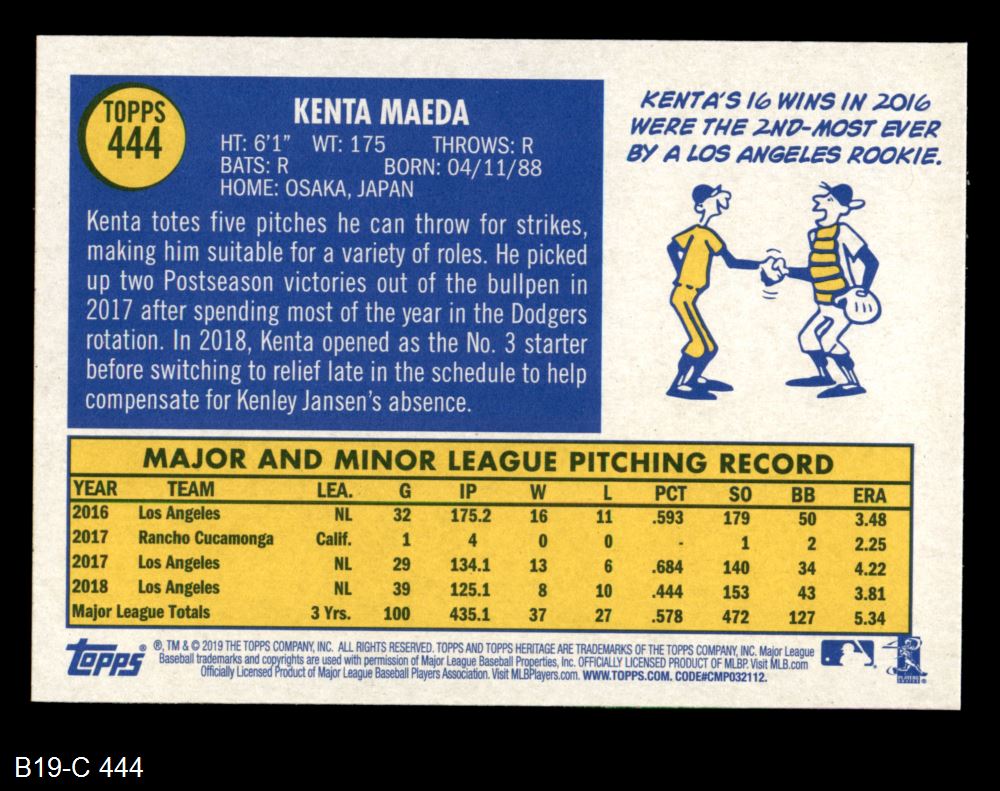 TOPPS
444
KENTA MAEDA
HT: 6'1" WT: 175 THROWS: R
BATS: R BORN: 04/11/88
HOME: OSAKA, JAPAN
Kenta totes five pitches he can throw for strikes,
making him suitable for a variety of roles. He picked
up two Postseason victories out of the bullpen in
2017 after spending most of the year in the Dodgers
rotation. In 2018, Kenta opened as the No. 3 starter
before switching to relief late in the schedule to help
compensate for Kenley Jansen's absence.
KENTA'S 16 WINS IN 2016
WERE THE 2ND-MOST EVER
BY A LOS ANGELES ROOKIE.
MAJOR AND MINOR LEAGUE PITCHING RECORD
YEAR TEAM LEA. G IP W L PCT SO BB ERA
2016 Los Angeles NL 32 175.2 16 11 .593 179 50 3.48
2017 Rancho Cucamonga Calif. 1 4 0 0 - 1 2 2.25
2017 Los Angeles NL 29 134.1 13 6 .684 140 34 4.22
2018 Los Angeles NL 39 125.1 8 10 .444 153 43 3.81
Major League Totals 3 Yrs. 100 435.1 37 27 .578 472 127 5.34
topps®
®, TM & © 2019 THE TOPPS COMPANY, INC. ALL RIGHTS RESERVED. TOPPS AND TOPPS HERITAGE ARE TRADEMARKS OF THE TOPPS COMPANY, INC. Major League
Baseball trademarks and copyrights are used with permission of Major League Baseball Properties, Inc. OFFICIALLY LICENSED PRODUCT OF MLBP. Visit MLB.com
Officially Licensed Product of Major League Baseball Players Association. Visit MLBPlayers.com. WWW.TOPPS.COM. CODE#CMP032112.
B19-C 444